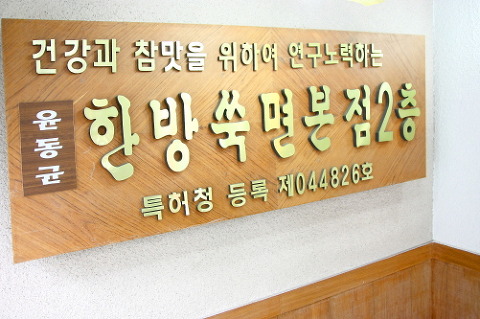 건강과 참맛을 위하여 연구노력하는
윤동균
한방쑥면본점2층
특허청 등록 제044826호